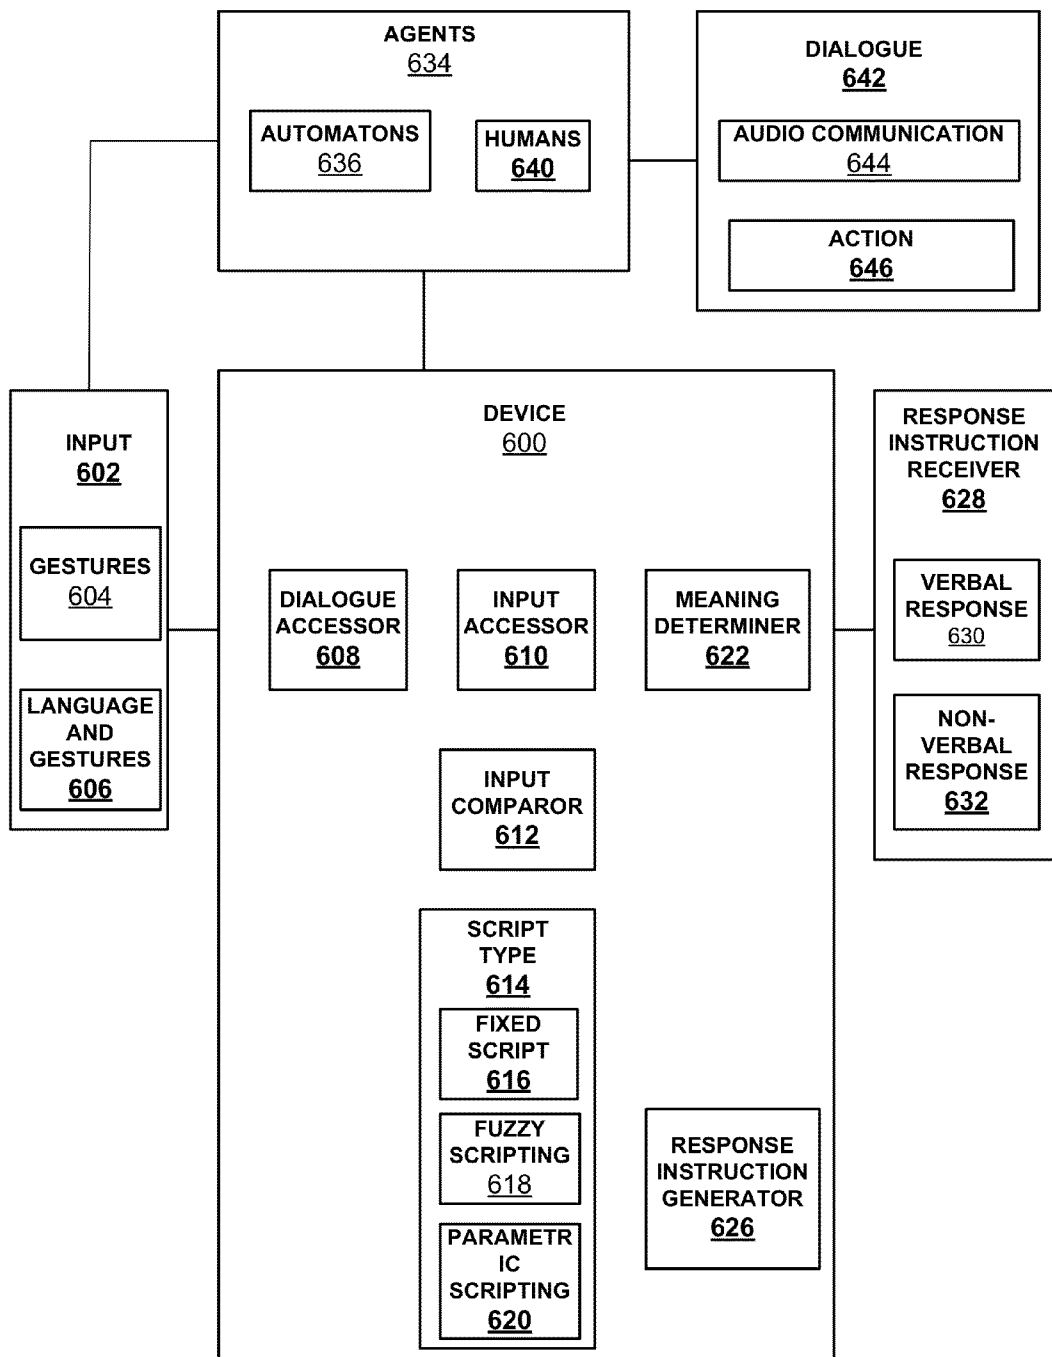 AGENTS
634
AUTOMATONS
636
HUMANS
640
DIALOGUE
642
AUDIO COMMUNICATION
644
ACTION
646
INPUT
602
GESTURES
604
LANGUAGE
AND
GESTURES
606
DEVICE
600
DIALOGUE
ACCESSOR
608
INPUT
ACCESSOR
610
MEANING
DETERMINER
622
INPUT
COMPAROR
612
SCRIPT
TYPE
614
FIXED
SCRIPT
616
FUZZY
SCRIPTING
618
PARAMETR
IC
SCRIPTING
620
RESPONSE
INSTRUCTION
GENERATOR
626
RESPONSE
INSTRUCTION
RECEIVER
628
VERBAL
RESPONSE
630
NON-
VERBAL
RESPONSE
632